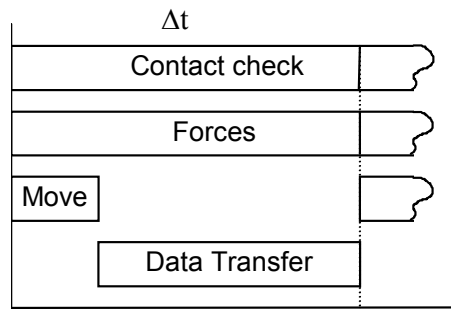 Δt
Contact check
Forces
Move
Data Transfer